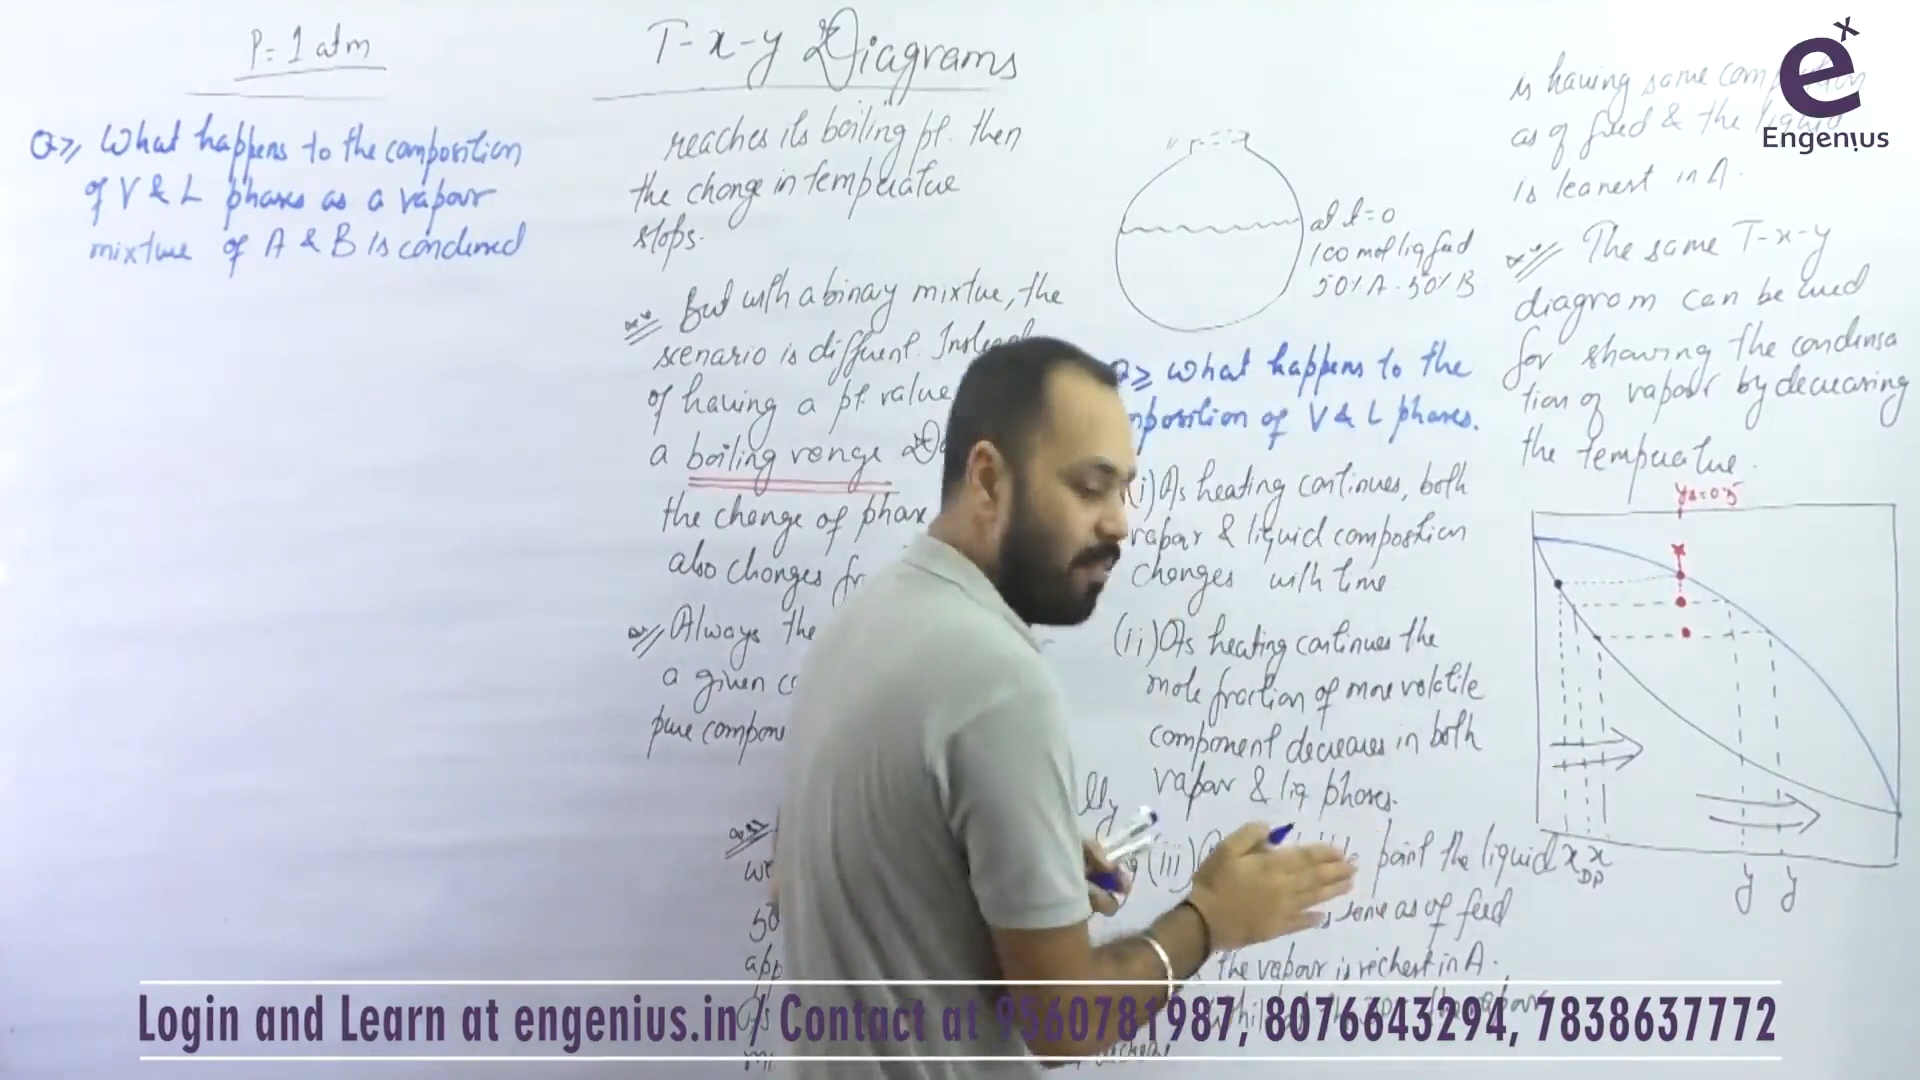 P = 1 atm
T-x-y Diagrams
Q⇒ What happens to the composition
of V & L phases as a vapour
mixture of A & B is condensed
reaches its boiling pt. then
the change in temperature
stops.
But with a binary mixture, the
scenario is different. Instead
of having a pt. value
a boiling range
the change of phase
also changes
Always the
a given
pure
50
at t=0
100 mol liq feed
50% A - 50% B
Q⇒ What happens to the
of V & L phases.
(i) As heating continues, both
vapour & liquid composition
changes with time
(ii) As heating continues the
mole fraction of more volatile
component decreases in both
vapour & liq phases.
(iii)
point the liquid
same as of feed
the vapour is richest in A.
is having same
as of feed & the liquid
is leanest in A.
The same T-x-y
diagram can be used
for showing the condensa
tion of vapour by decreasing
the temperature.
x x
DP
y y
ex
Engenius
Login and Learn at engenius.in / Contact at 9560781987, 8076643294, 7838637772